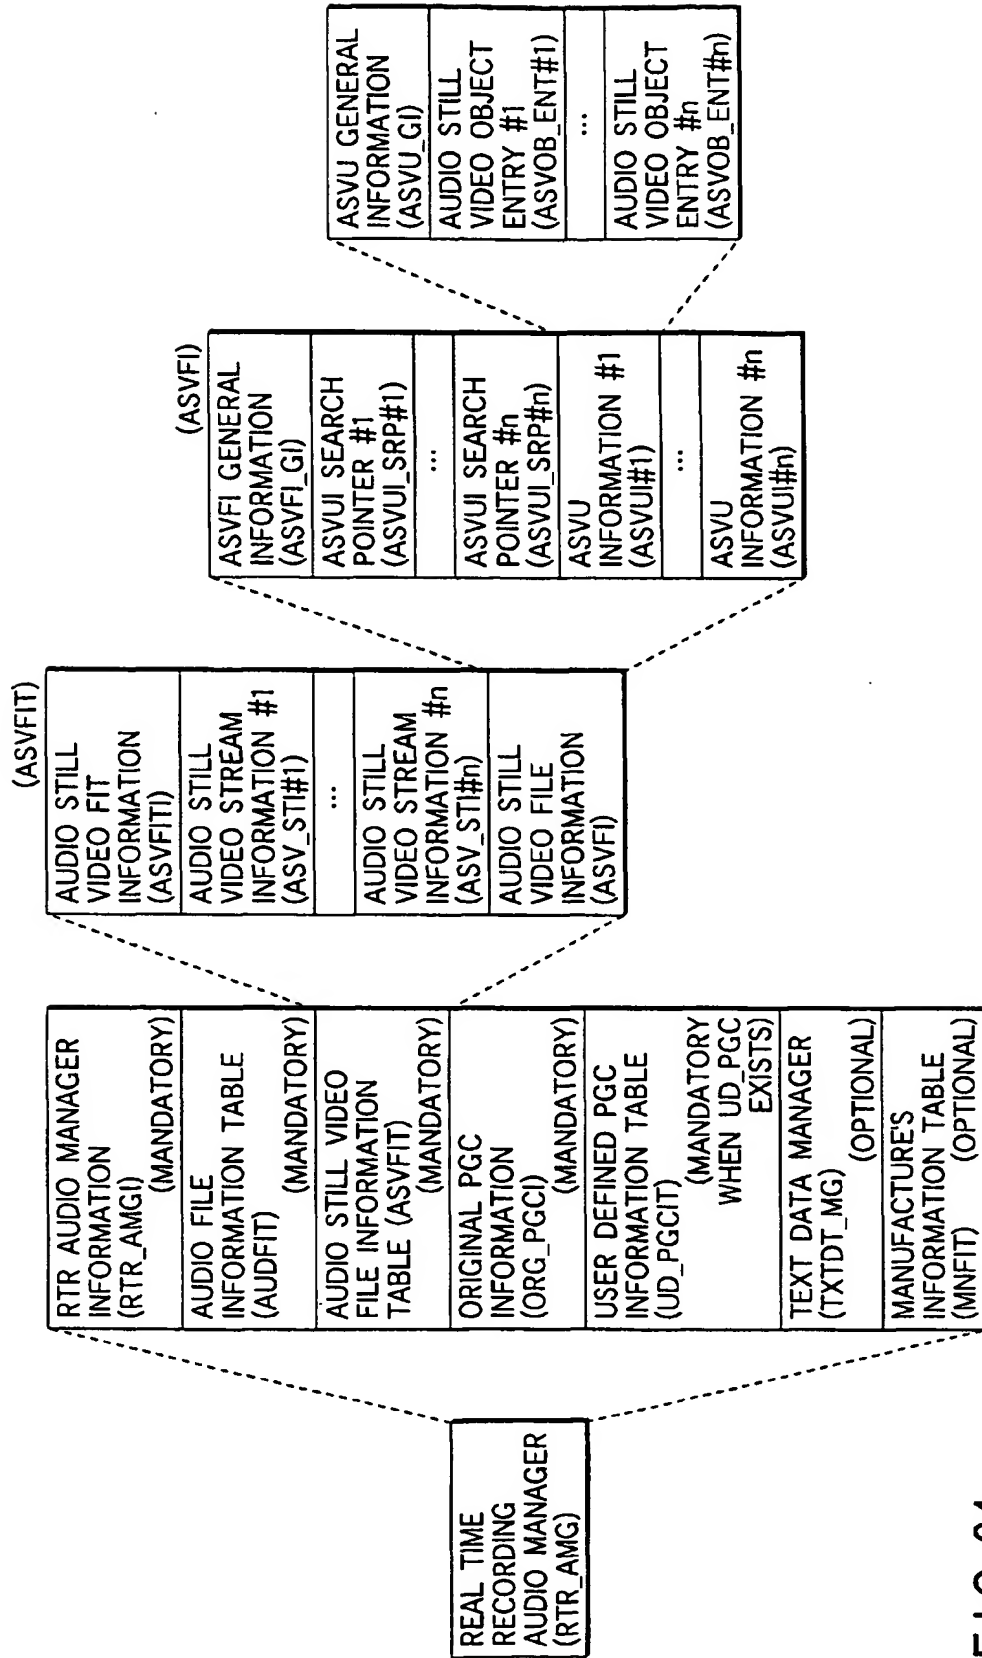 REAL TIME
RECORDING
AUDIO MANAGER
(RTR_AMG)
RTR AUDIO MANAGER
INFORMATION
(RTR_AMGI)
(MANDATORY)
AUDIO FILE
INFORMATION TABLE
(AUDFIT)
(MANDATORY)
AUDIO STILL VIDEO
FILE INFORMATION
TABLE (ASVFIT)
(MANDATORY)
ORIGINAL PGC
INFORMATION
(ORG_PGCI)
(MANDATORY)
USER DEFINED PGC
INFORMATION TABLE
(UD_PGCIT)
(MANDATORY
WHEN UD_PGC
EXISTS)
TEXT DATA MANAGER
(TXTDT_MG)
(OPTIONAL)
MANUFACTURE'S
INFORMATION TABLE
(MNFIT) (OPTIONAL)
(ASVFIT)
AUDIO STILL
VIDEO FIT
INFORMATION
(ASVFITI)
AUDIO STILL
VIDEO STREAM
INFORMATION #1
(ASV_STI#1)
...
AUDIO STILL
VIDEO STREAM
INFORMATION #n
(ASV_STI#n)
AUDIO STILL
VIDEO FILE
INFORMATION
(ASVFI)
(ASVFI)
ASVFI GENERAL
INFORMATION
(ASVFI_GI)
ASVUI SEARCH
POINTER #1
(ASVUI_SRP#1)
...
ASVUI SEARCH
POINTER #n
(ASVUI_SRP#n)
ASVU
INFORMATION #1
(ASVUI#1)
...
ASVU
INFORMATION #n
(ASVUI#n)
ASVU GENERAL
INFORMATION
(ASVU_GI)
AUDIO STILL
VIDEO OBJECT
ENTRY #1
(ASVOB_ENT#1)
...
AUDIO STILL
VIDEO OBJECT
ENTRY #n
(ASVOB_ENT#n)